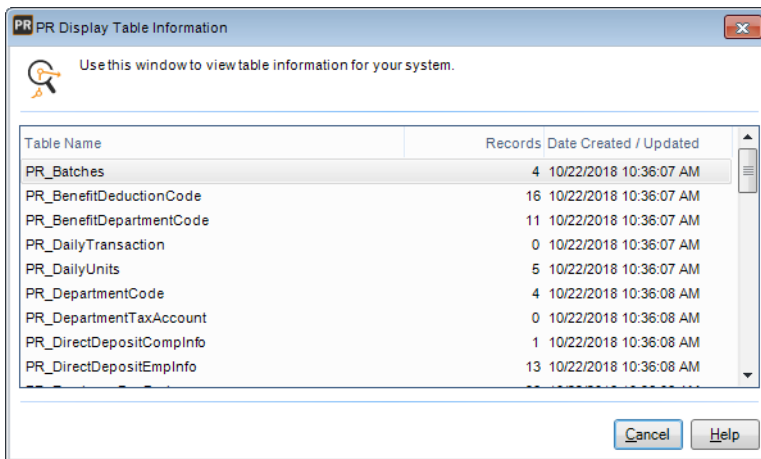 PR PR Display Table Information
Use this window to view table information for your system.
Table Name Records Date Created / Updated
PR_Batches 4 10/22/2018 10:36:07 AM
PR_BenefitDeductionCode 16 10/22/2018 10:36:07 AM
PR_BenefitDepartmentCode 11 10/22/2018 10:36:07 AM
PR_DailyTransaction 0 10/22/2018 10:36:07 AM
PR_DailyUnits 5 10/22/2018 10:36:07 AM
PR_DepartmentCode 4 10/22/2018 10:36:08 AM
PR_DepartmentTaxAccount 0 10/22/2018 10:36:08 AM
PR_DirectDepositCompInfo 1 10/22/2018 10:36:08 AM
PR_DirectDepositEmpInfo 13 10/22/2018 10:36:08 AM
Cancel Help